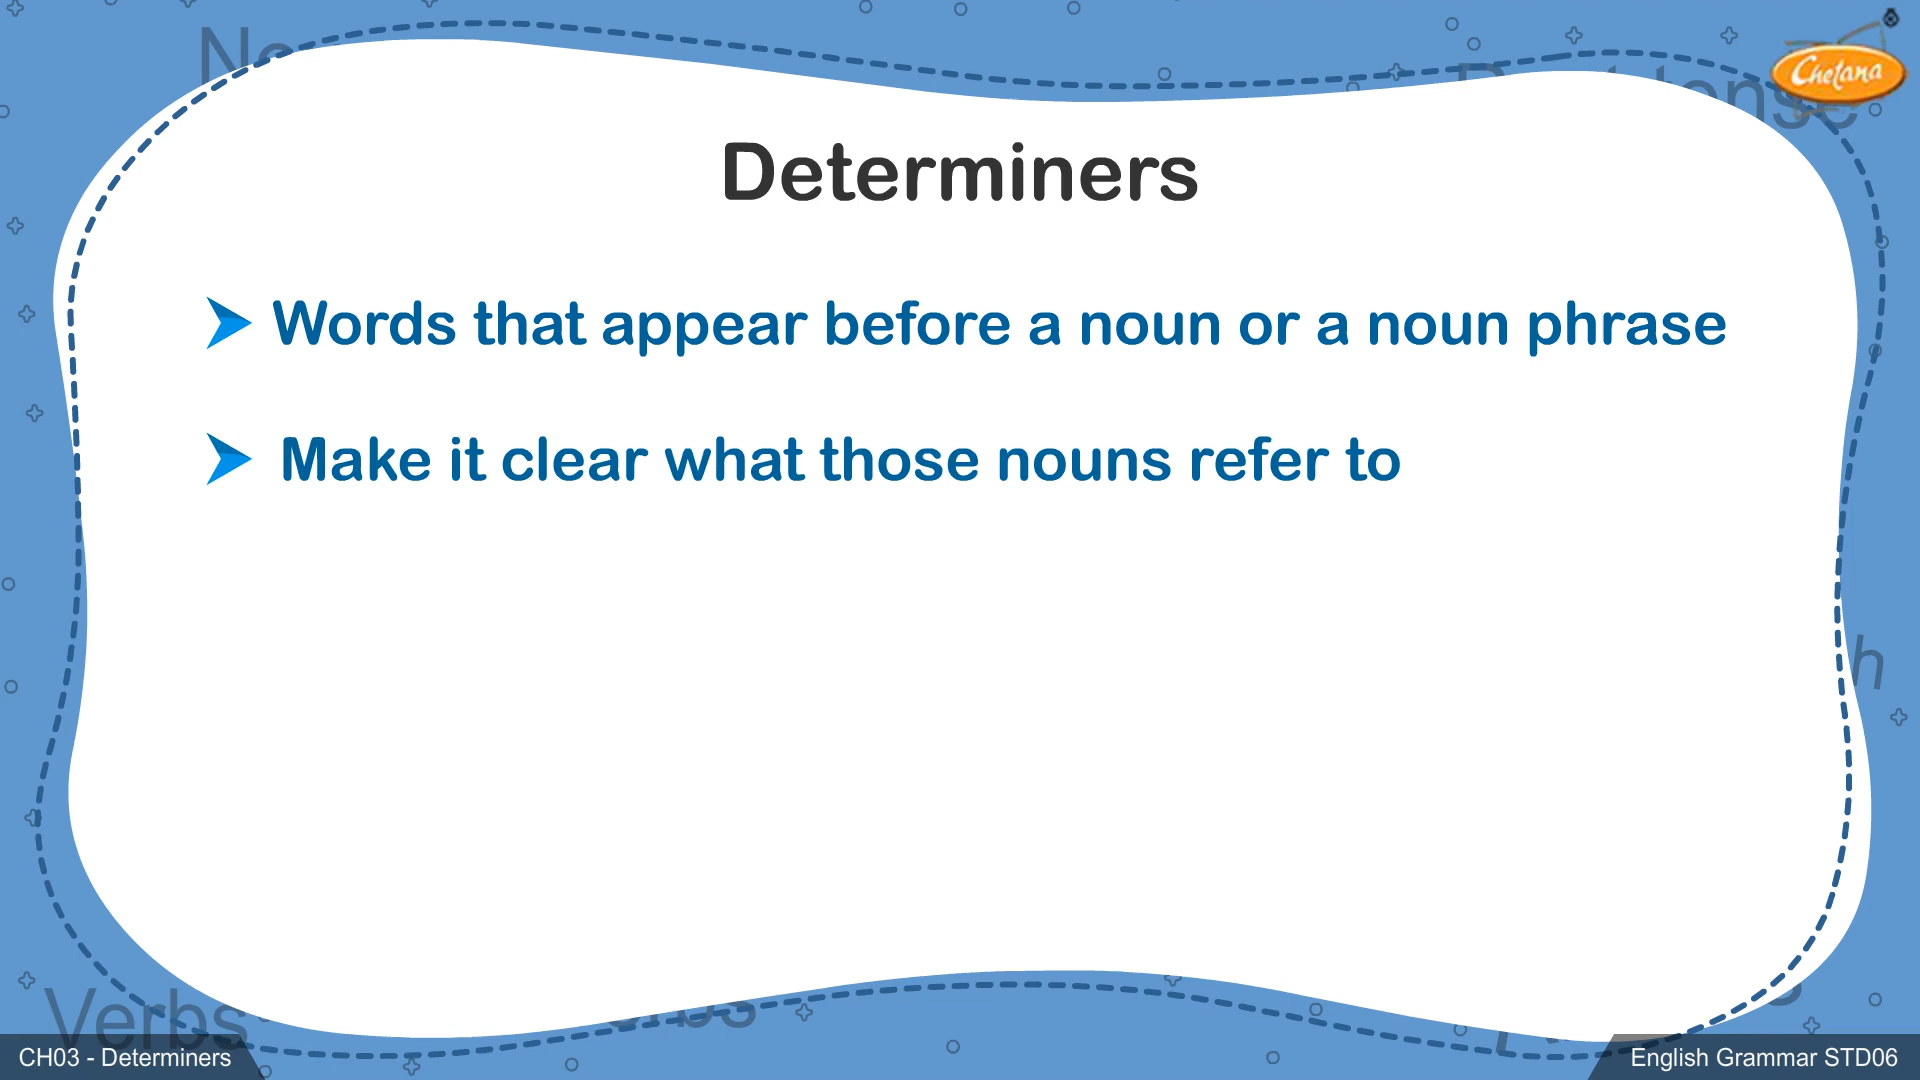 Chetana
Determiners
Words that appear before a noun or a noun phrase
Make it clear what those nouns refer to
Verbs
CH03 - Determiners
English Grammar STD06